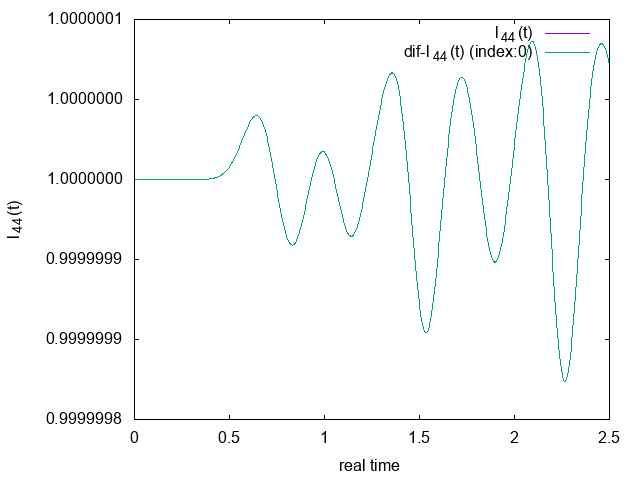 1.0000001
1.0000000
1.0000000
0.9999999
0.9999999
0.9999998
I44(t)
I44(t)
dif-I44(t) (index:0)
0 0.5 1 1.5 2 2.5
real time